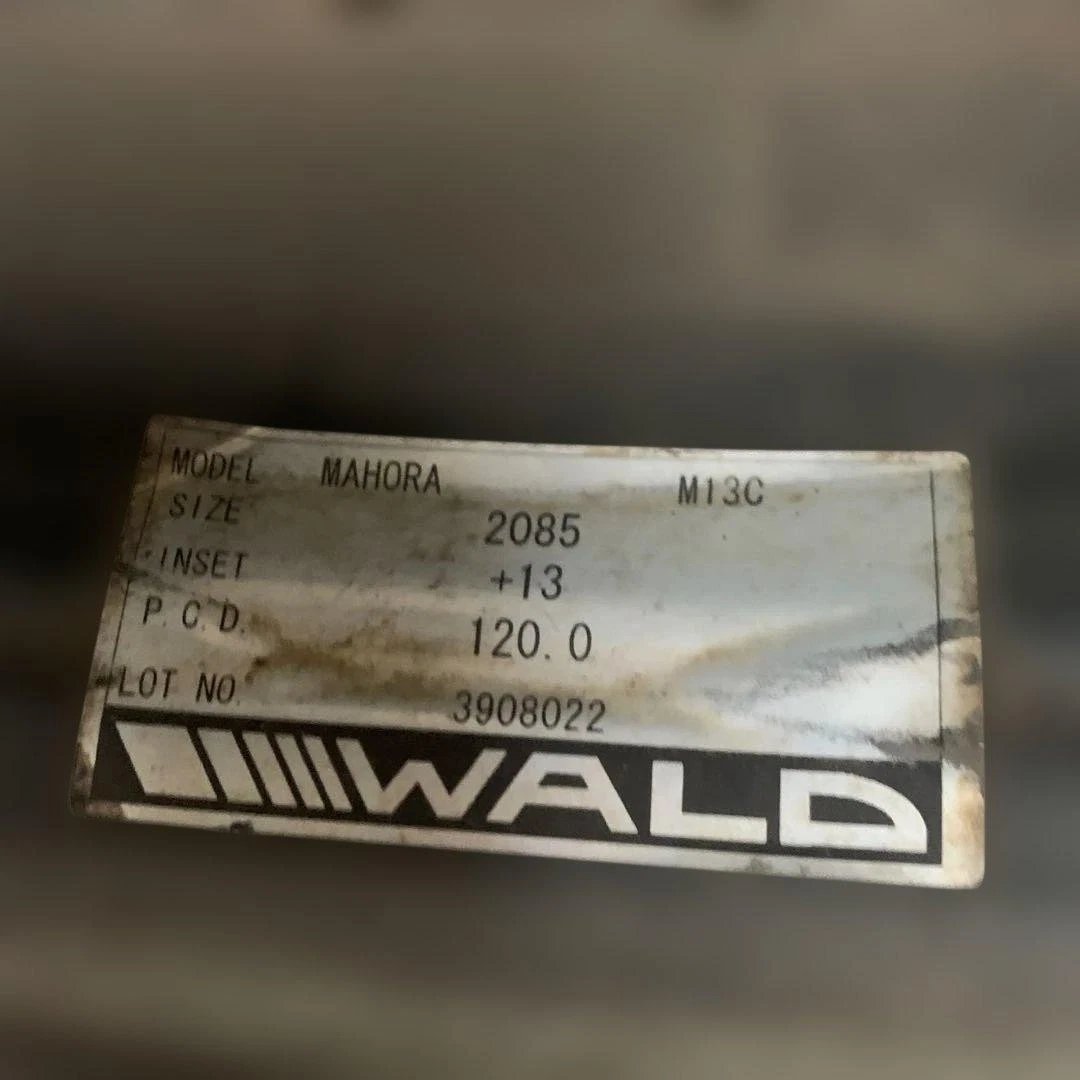 MODEL MAHORA M13C
SIZE 2085
INSET +13
P.C.D. 120.0
LOT NO. 3908022
WALD